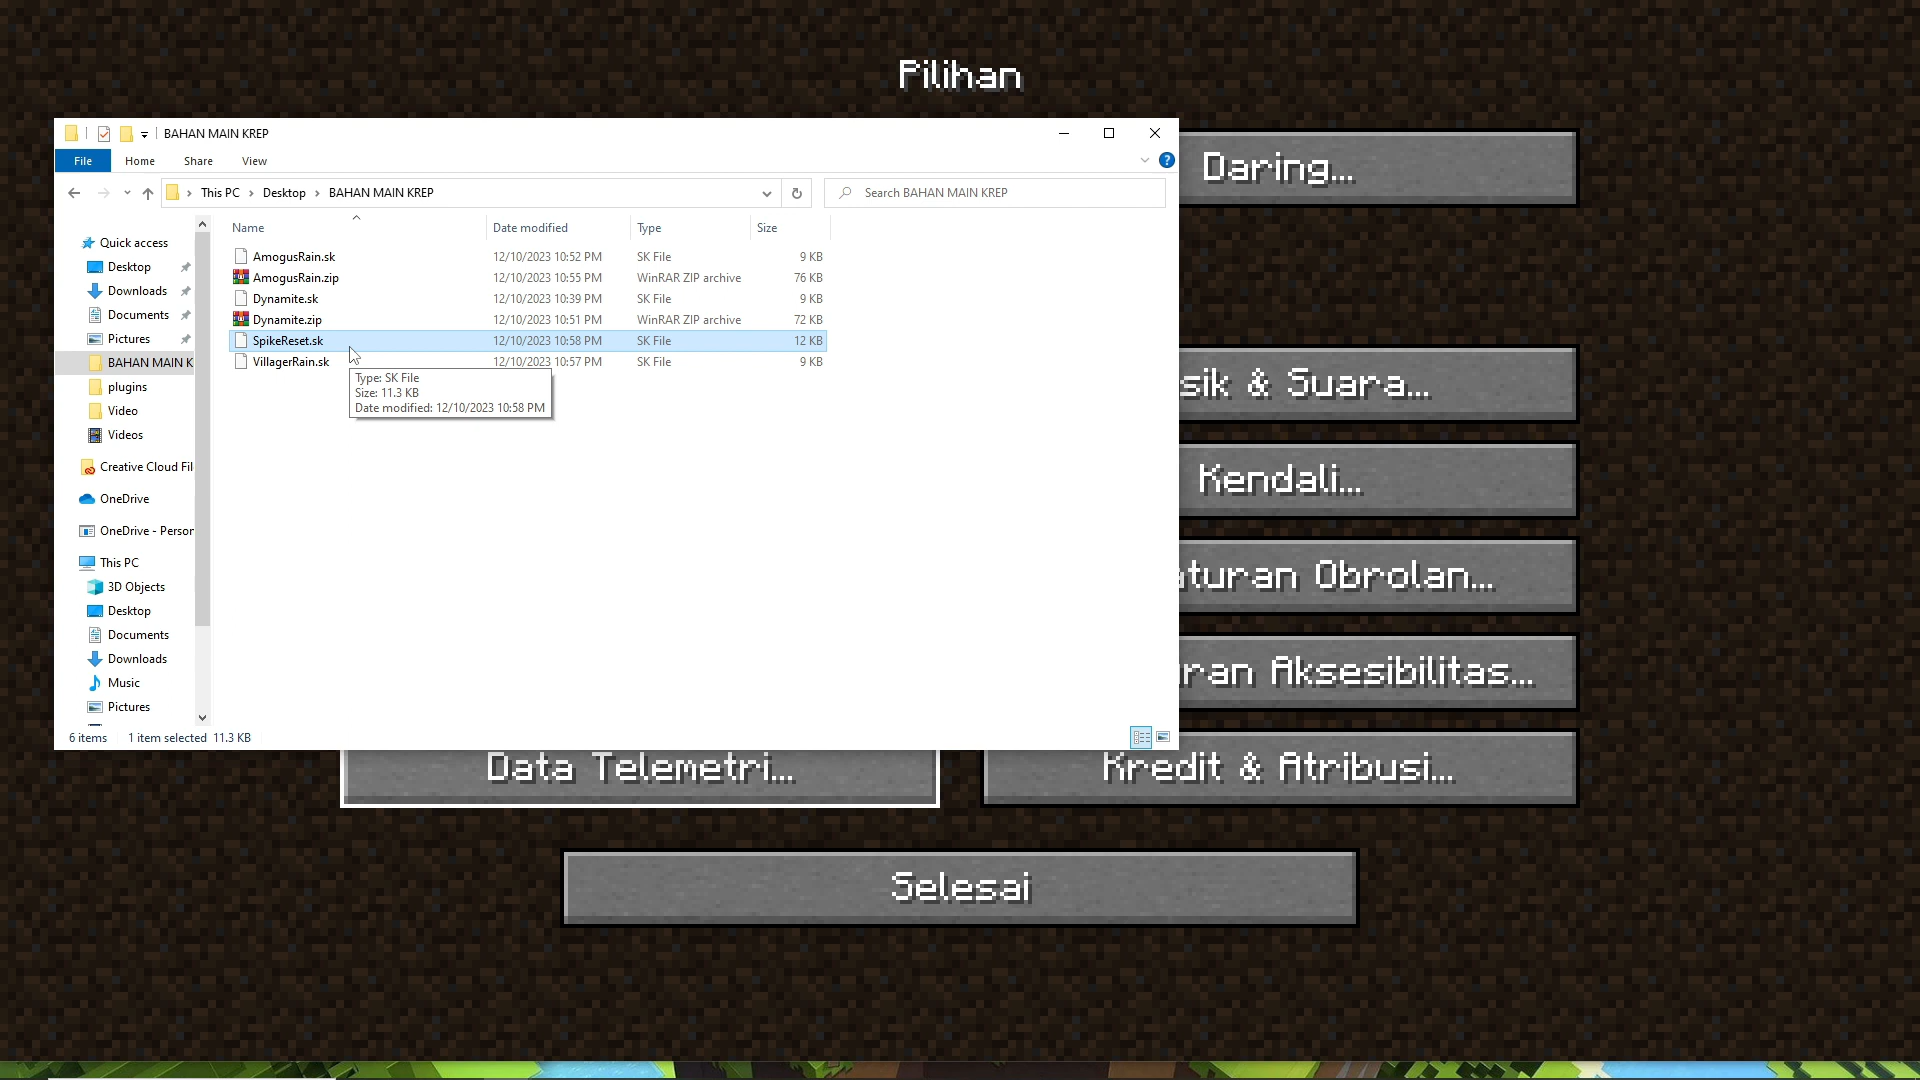 Pilihan
BAHAN MAIN KREP
File Home Share View
This PC Desktop BAHAN MAIN KREP
Search BAHAN MAIN KREP
Name Date modified Type Size
AmogusRain.sk 12/10/2023 10:52 PM SK File 9 KB
AmogusRain.zip 12/10/2023 10:55 PM WinRAR ZIP archive 76 KB
Dynamite.sk 12/10/2023 10:39 PM SK File 9 KB
Dynamite.zip 12/10/2023 10:51 PM WinRAR ZIP archive 72 KB
SpikeReset.sk 12/10/2023 10:58 PM SK File 12 KB
VillagerRain.sk 12/10/2023 10:57 PM SK File 9 KB
Type: SK File
Size: 11.3 KB
Date modified: 12/10/2023 10:58 PM
Quick access
Desktop
Downloads
Documents
Pictures
BAHAN MAIN K
plugins
Video
Videos
Creative Cloud Fil
OneDrive
OneDrive - Person
This PC
3D Objects
Desktop
Documents
Downloads
Music
Pictures
6 items 1 item selected 11.3 KB
Daring...
sik & Suara...
Kendali...
aturan Obrolan...
ran Aksesibilitas...
Data Telemetri...
Kredit & Atribusi...
Selesai